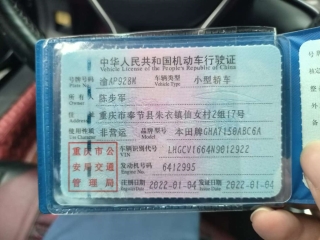 中华人民共和国机动车行驶证
Vehicle License of the People's Republic of China
号牌号码 渝AP928M 车辆类型 小型轿车
Plate No. Vehicle Type
所有人 陈步军
Owner
住址 重庆市奉节县朱衣镇仙女村2组17号
Address
使用性质 非营运 品牌型号 本田牌GHA7150ABC6A
Use Character Model
重庆市公 车辆识别代号 LHGCV1664N9012922
VIN
安局交通 发动机号码 6412995
Engine No.
管理局 注册日期 2022-01-04 发证日期 2022-01-04
Register Date Issue Date